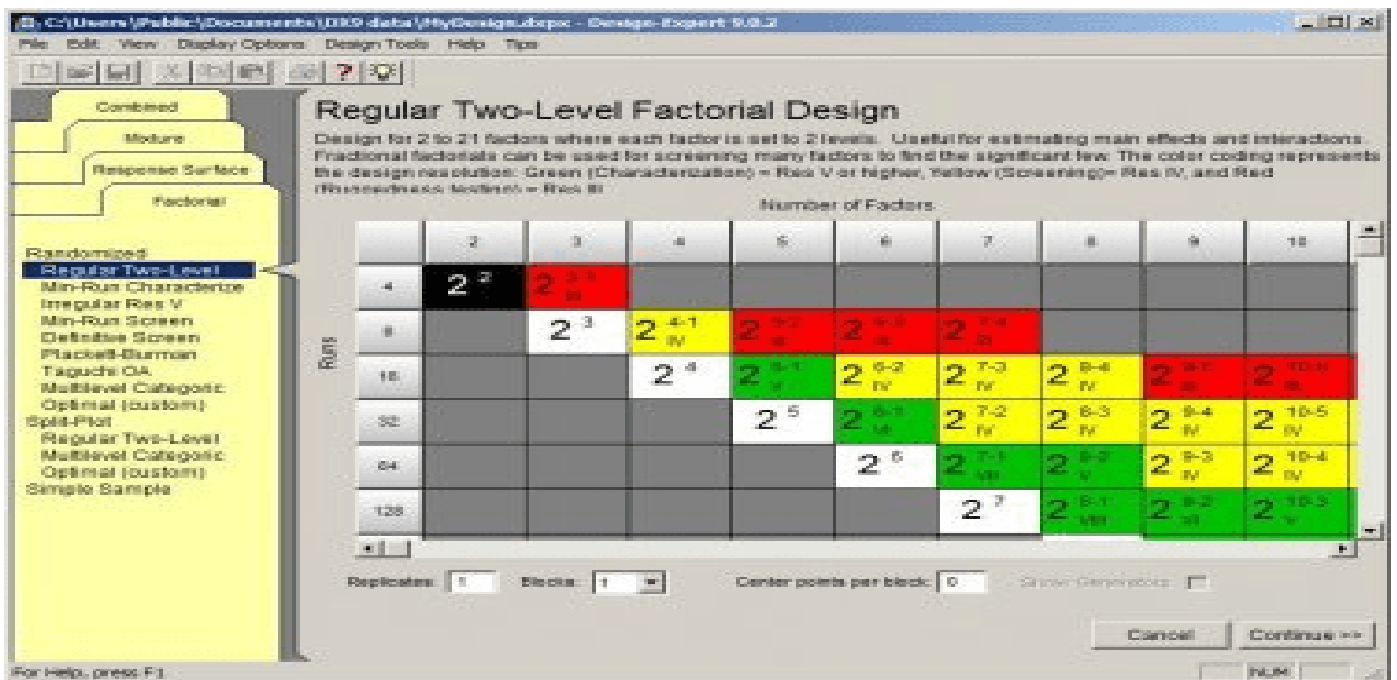 C:\Users\Public\Documents\DX9 data\MyDesign.dxpx - Design-Expert 9.0.2
File Edit View Display Options Design Tools Help Tips
Combined
Mixture
Response Surface
Factorial
Randomized
Regular Two-Level
Min-Run Characterize
Irregular Res V
Min-Run Screen
Definitive Screen
Plackett-Burman
Taguchi OA
Multilevel Categoric
Optimal (custom)
Split-Plot
Regular Two-Level
Multilevel Categoric
Optimal (custom)
Simple Sample
Regular Two-Level Factorial Design
Design for 2 to 21 factors where each factor is set to 2 levels. Useful for estimating main effects and interactions.
Fractional factorials can be used for screening many factors to find the significant few. The color coding represents
the design resolution: Green (Characterization) = Res V or higher, Yellow (Screening)= Res IV, and Red
(Ruggedness testing) = Res III
Number of Factors
2 3 4 5 6 7 8 9 10
Runs
4 2 2 2 3-1 III
8 2 3 2 4-1 IV 2 5-2 III 2 6-3 III 2 7-4 III
16 2 4 2 5-1 V 2 6-2 IV 2 7-3 IV 2 8-4 IV 2 9-5 III 2 10-6 III
32 2 5 2 6-1 VI 2 7-2 IV 2 8-3 IV 2 9-4 IV 2 10-5 IV
64 2 6 2 7-1 VII 2 8-2 V 2 9-3 IV 2 10-4 IV
128 2 7 2 8-1 VIII 2 9-2 VI 2 10-3 V
Replicates: 1 Blocks: 1 Center points per block: 0 Show Generators
Cancel Continue >>
For Help, press F1 NUM